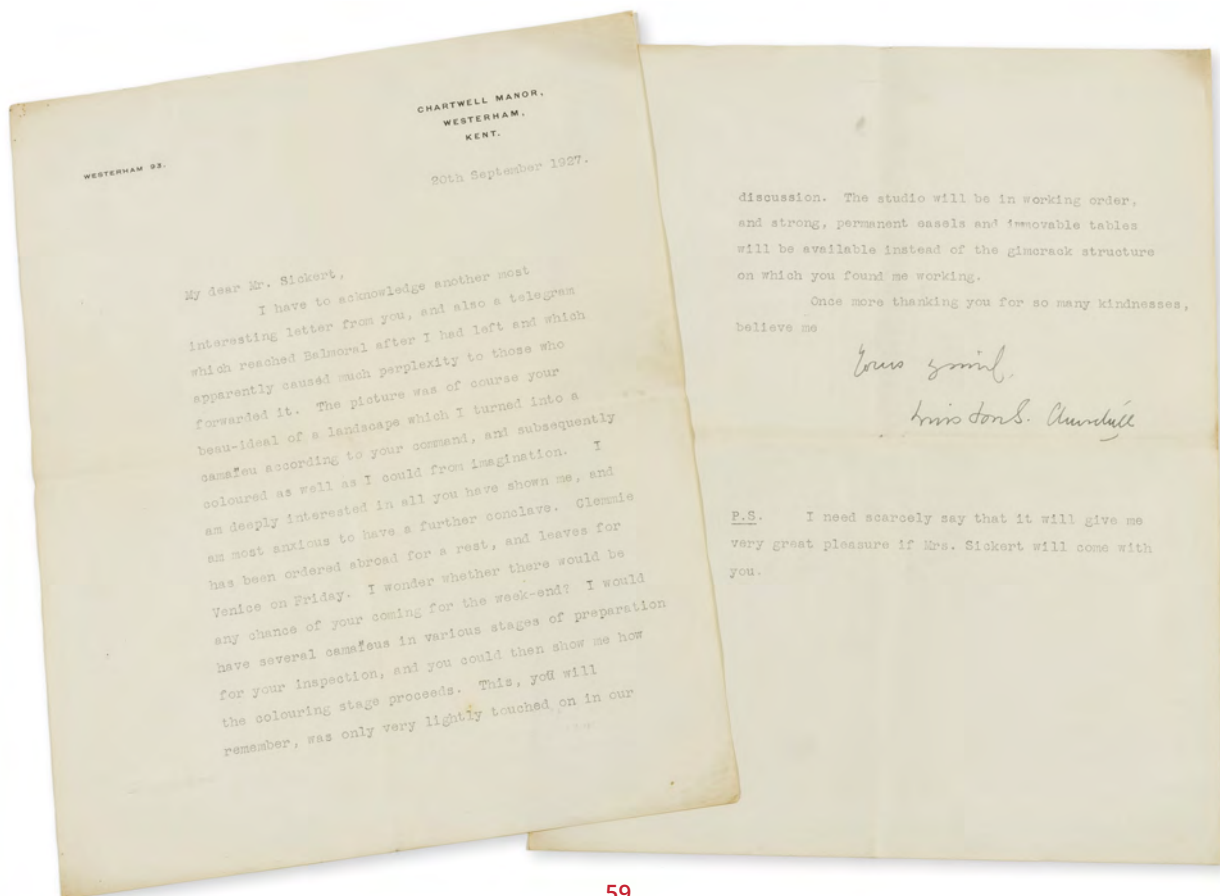 CHARTWELL MANOR,
WESTERHAM,
KENT.
WESTERHAM 93.
20th September 1927.
My dear Mr. Sickert,
I have to acknowledge another most
interesting letter from you, and also a telegram
which reached Balmoral after I had left and which
apparently caused much perplexity to those who
forwarded it. The picture was of course your
beau-ideal of a landscape which I turned into a
camaïeu according to your command, and subsequently
coloured as well as I could from imagination. I
am deeply interested in all you have shown me, and
am most anxious to have a further conclave. Clemmie
has been ordered abroad for a rest, and leaves for
Venice on Friday. I wonder whether there would be
any chance of your coming for the week-end? I would
have several camaïeus in various stages of preparation
for your inspection, and you could then show me how
the colouring stage proceeds. This, you will
remember, was only very lightly touched on in our
discussion. The studio will be in working order,
and strong, permanent easels and immovable tables
will be available instead of the gimcrack structure
on which you found me working.
Once more thanking you for so many kindnesses,
believe me
Yours
Winston S. Churchill
P.S. I need scarcely say that it will give me
very great pleasure if Mrs. Sickert will come with
you.
59